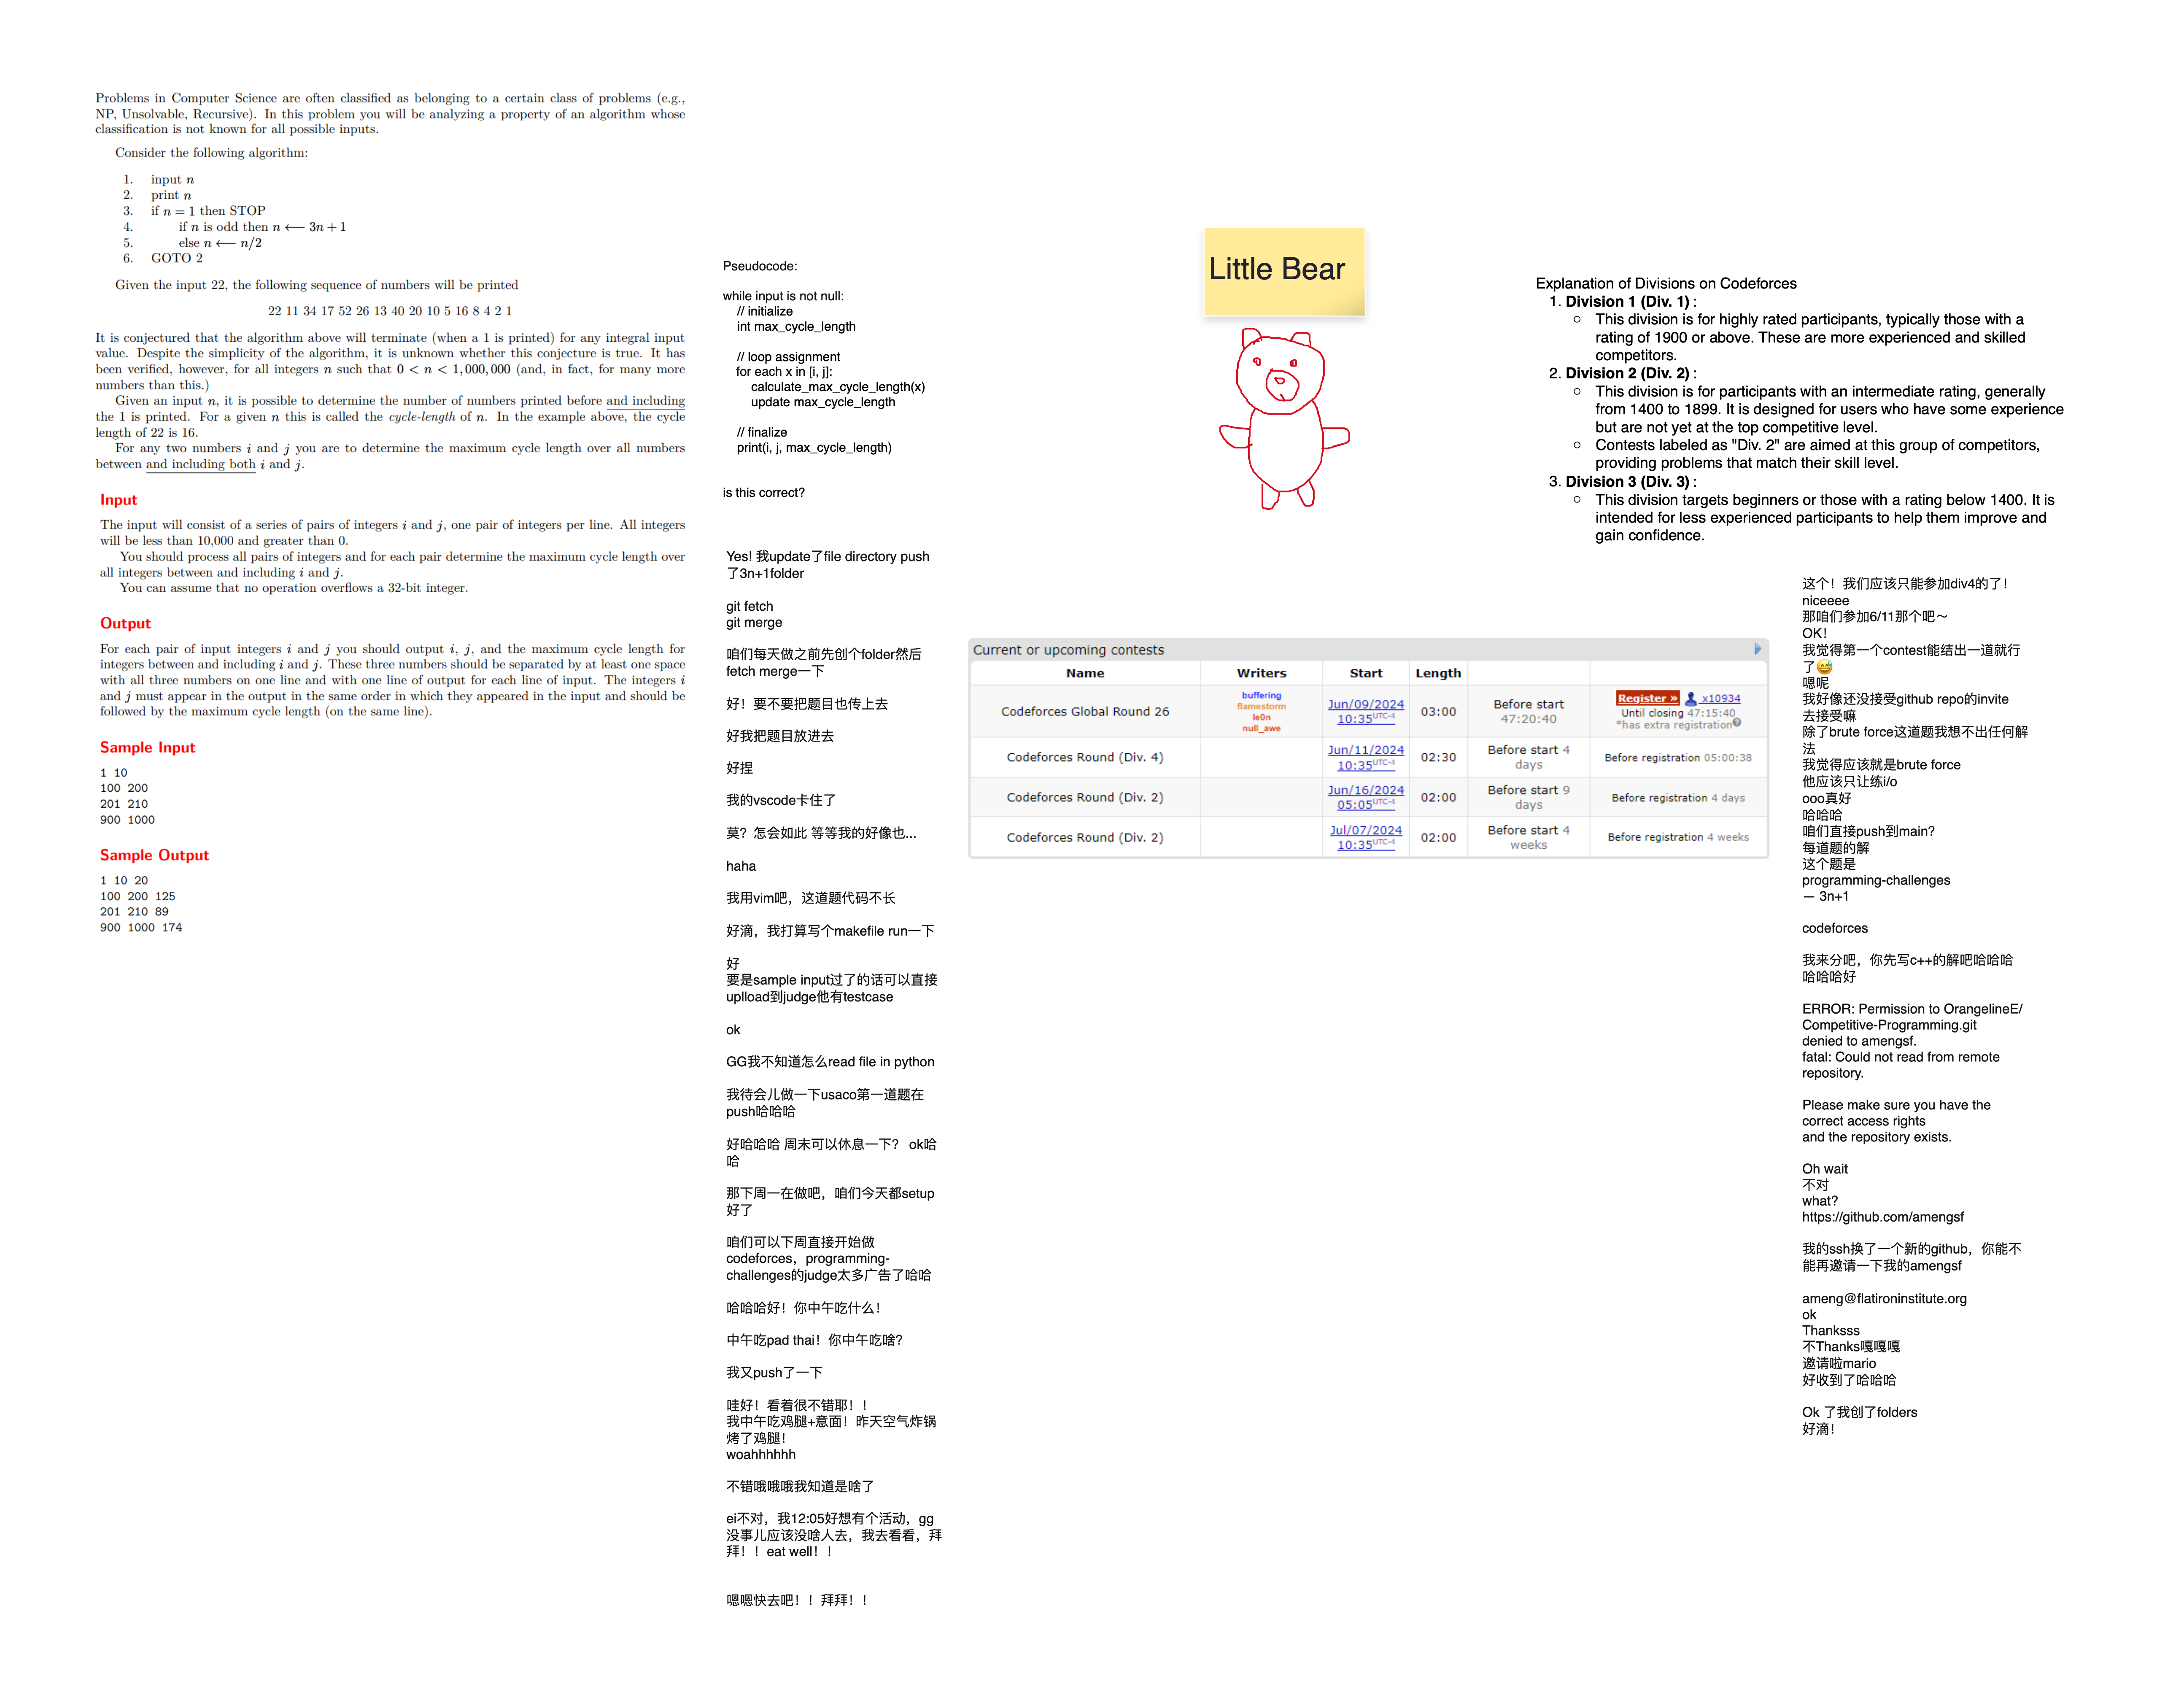 Problems in Computer Science are often classified as belonging to a certain class of problems (e.g.,
NP, Unsolvable, Recursive). In this problem you will be analyzing a property of an algorithm whose
classification is not known for all possible inputs.
Consider the following algorithm:
1. input n
2. print n
3. if n = 1 then STOP
4. if n is odd then n ⟵ 3n + 1
5. else n ⟵ n/2
6. GOTO 2
Given the input 22, the following sequence of numbers will be printed
22 11 34 17 52 26 13 40 20 10 5 16 8 4 2 1
It is conjectured that the algorithm above will terminate (when a 1 is printed) for any integral input
value. Despite the simplicity of the algorithm, it is unknown whether this conjecture is true. It has
been verified, however, for all integers n such that 0 < n < 1,000,000 (and, in fact, for many more
numbers than this.)
Given an input n, it is possible to determine the number of numbers printed before and including
the 1 is printed. For a given n this is called the cycle-length of n. In the example above, the cycle
length of 22 is 16.
For any two numbers i and j you are to determine the maximum cycle length over all numbers
between and including both i and j.
Input
The input will consist of a series of pairs of integers i and j, one pair of integers per line. All integers
will be less than 10,000 and greater than 0.
You should process all pairs of integers and for each pair determine the maximum cycle length over
all integers between and including i and j.
You can assume that no operation overflows a 32-bit integer.
Output
For each pair of input integers i and j you should output i, j, and the maximum cycle length for
integers between and including i and j. These three numbers should be separated by at least one space
with all three numbers on one line and with one line of output for each line of input. The integers i
and j must appear in the output in the same order in which they appeared in the input and should be
followed by the maximum cycle length (on the same line).
Sample Input
1 10
100 200
201 210
900 1000
Sample Output
1 10 20
100 200 125
201 210 89
900 1000 174
Pseudocode:
while input is not null:
// initialize
int max_cycle_length
// loop assignment
for each x in [i, j]:
calculate_max_cycle_length(x)
update max_cycle_length
// finalize
print(i, j, max_cycle_length)
is this correct?
Yes! 我update了file directory push
了3n+1folder
git fetch
git merge
咱们每天做之前先创个folder然后
fetch merge一下
好！要不要把题目也传上去
好我把题目放进去
好捏
我的vscode卡住了
莫？怎会如此 等等我的好像也...
haha
我用vim吧，这道题代码不长
好滴，我打算写个makefile run一下
好
要是sample input过了的话可以直接
uplload到judge他有testcase
ok
GG我不知道怎么read file in python
我待会儿做一下usaco第一道题在
push哈哈哈
好哈哈哈 周末可以休息一下？ ok哈
哈
那下周一在做吧，咱们今天都setup
好了
咱们可以下周直接开始做
codeforces，programming-
challenges的judge太多广告了哈哈
哈哈哈好！你中午吃什么！
中午吃pad thai！你中午吃啥？
我又push了一下
哇好！看着很不错耶！！
我中午吃鸡腿+意面！昨天空气炸锅
烤了鸡腿！
woahhhhhh
不错哦哦哦我知道是啥了
ei不对，我12:05好想有个活动，gg
没事儿应该没啥人去，我去看看，拜
拜！！eat well！！
嗯嗯快去吧！！拜拜！！
Little Bear
Current or upcoming contests
Name Writers Start Length
Codeforces Global Round 26 buffering flamestorm le0n null_awe Jun/09/2024 10:35UTC-4 03:00 Before start 47:20:40 Register » x10934 Until closing 47:15:40 *has extra registration?
Codeforces Round (Div. 4) Jun/11/2024 10:35UTC-4 02:30 Before start 4 days Before registration 05:00:38
Codeforces Round (Div. 2) Jun/16/2024 05:05UTC-4 02:00 Before start 9 days Before registration 4 days
Codeforces Round (Div. 2) Jul/07/2024 10:35UTC-4 02:00 Before start 4 weeks Before registration 4 weeks
Explanation of Divisions on Codeforces
1. Division 1 (Div. 1) :
○ This division is for highly rated participants, typically those with a
rating of 1900 or above. These are more experienced and skilled
competitors.
2. Division 2 (Div. 2) :
○ This division is for participants with an intermediate rating, generally
from 1400 to 1899. It is designed for users who have some experience
but are not yet at the top competitive level.
○ Contests labeled as "Div. 2" are aimed at this group of competitors,
providing problems that match their skill level.
3. Division 3 (Div. 3) :
○ This division targets beginners or those with a rating below 1400. It is
intended for less experienced participants to help them improve and
gain confidence.
这个！我们应该只能参加div4的了！
niceeee
那咱们参加6/11那个吧～
OK！
我觉得第一个contest能结出一道就行
了😅
嗯呢
我好像还没接受github repo的invite
去接受嘛
除了brute force这道题我想不出任何解
法
我觉得应该就是brute force
他应该只让练i/o
ooo真好
哈哈哈
咱们直接push到main?
每道题的解
这个题是
programming-challenges
— 3n+1
codeforces
我来分吧，你先写c++的解吧哈哈哈
哈哈哈好
ERROR: Permission to OrangelineE/
Competitive-Programming.git
denied to amengsf.
fatal: Could not read from remote
repository.
Please make sure you have the
correct access rights
and the repository exists.
Oh wait
不对
what?
https://github.com/amengsf
我的ssh换了一个新的github，你能不
能再邀请一下我的amengsf
ameng@flatironinstitute.org
ok
Thanksss
不Thanks嘎嘎嘎
邀请啦mario
好收到了哈哈哈
Ok 了我创了folders
好滴！